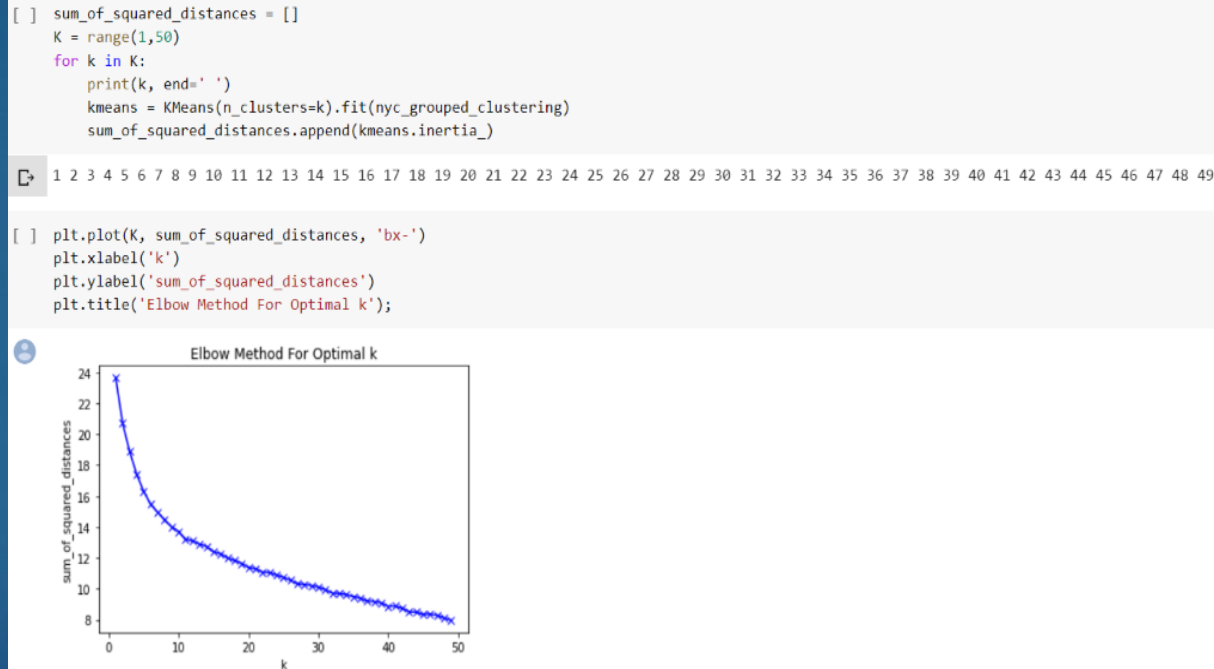 [ ] sum_of_squared_distances = []
K = range(1,50)
for k in K:
print(k, end=' ')
kmeans = KMeans(n_clusters=k).fit(nyc_grouped_clustering)
sum_of_squared_distances.append(kmeans.inertia_)
1 2 3 4 5 6 7 8 9 10 11 12 13 14 15 16 17 18 19 20 21 22 23 24 25 26 27 28 29 30 31 32 33 34 35 36 37 38 39 40 41 42 43 44 45 46 47 48 49
[ ] plt.plot(K, sum_of_squared_distances, 'bx-')
plt.xlabel('k')
plt.ylabel('sum_of_squared_distances')
plt.title('Elbow Method For Optimal k');
Elbow Method For Optimal k
sum_of_squared_distances
24
22
20
18
16
14
12
10
8
0 10 20 30 40 50
k